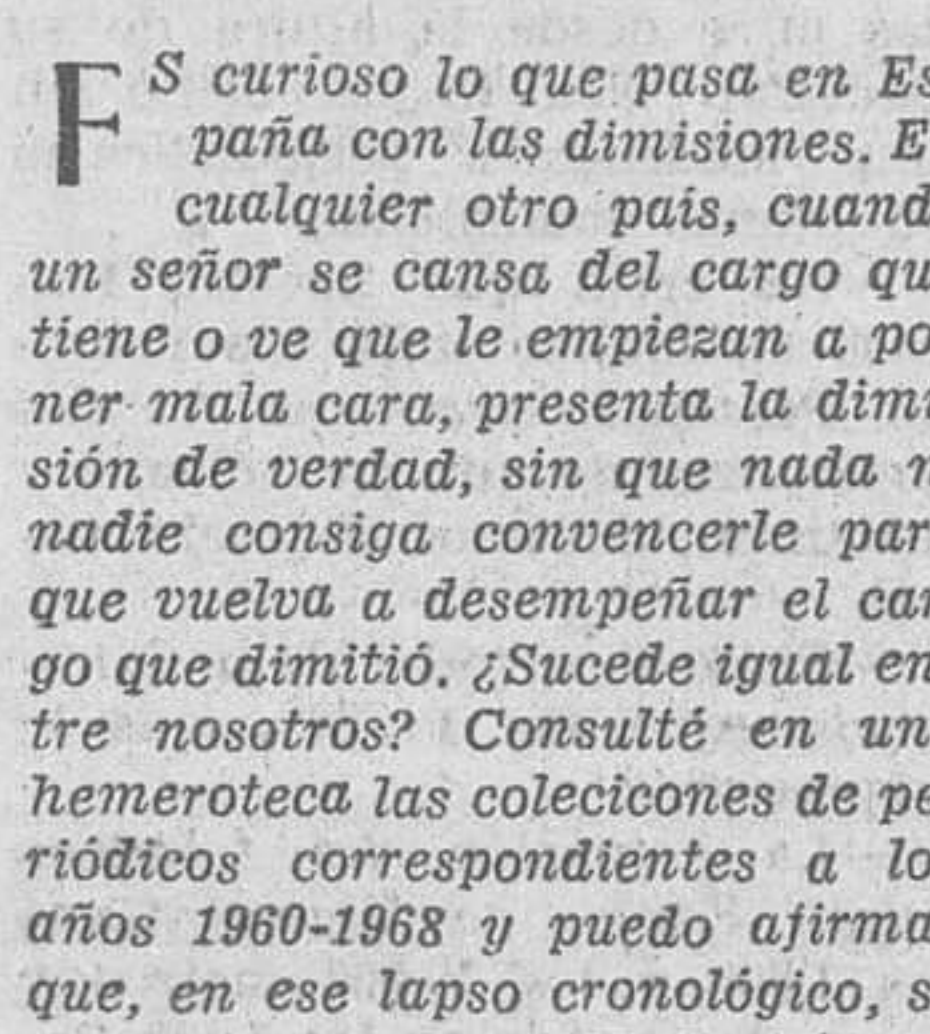 ES curioso lo que pasa en Es
paña con las dimisiones. E
cualquier otro país, cuand
un señor se cansa del cargo qu
tiene o ve que le empiezan a po
ner mala cara, presenta la dimi
sión de verdad, sin que nada n
nadie consiga convencerle par
que vuelva a desempeñar el car
go que dimitió. ¿Sucede igual en
tre nosotros? Consulté en un
hemeroteca las colecicones de pe
riódicos correspondientes a lo
años 1960-1968 y puedo afirma
que, en ese lapso cronológico, s